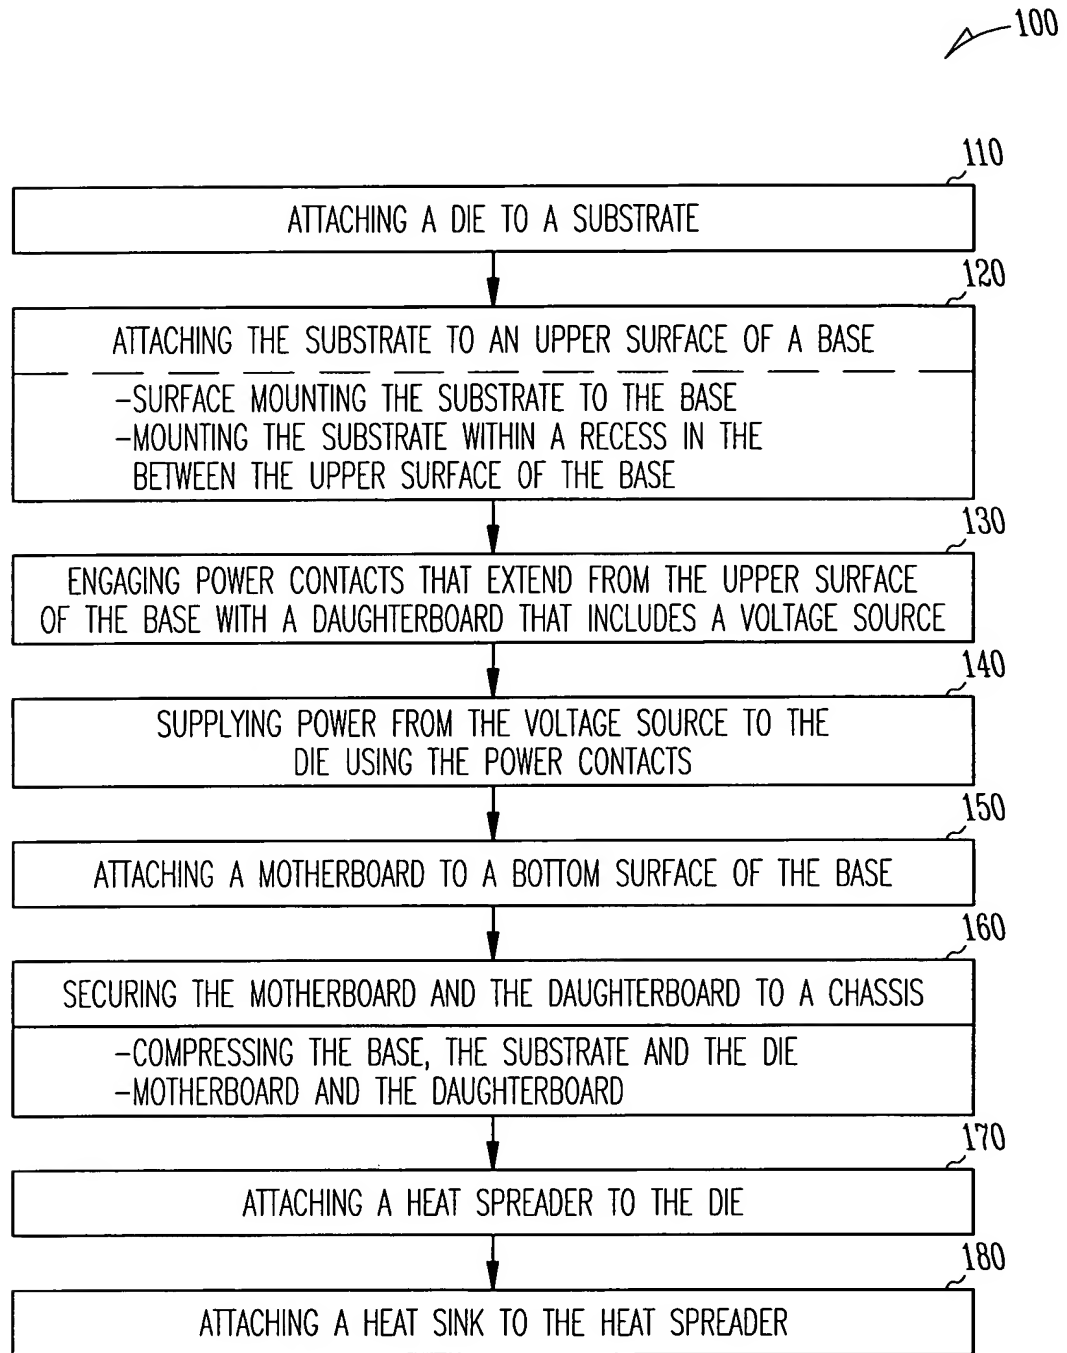 100
110
ATTACHING A DIE TO A SUBSTRATE
120
ATTACHING THE SUBSTRATE TO AN UPPER SURFACE OF A BASE
-SURFACE MOUNTING THE SUBSTRATE TO THE BASE
-MOUNTING THE SUBSTRATE WITHIN A RECESS IN THE
BETWEEN THE UPPER SURFACE OF THE BASE
130
ENGAGING POWER CONTACTS THAT EXTEND FROM THE UPPER SURFACE
OF THE BASE WITH A DAUGHTERBOARD THAT INCLUDES A VOLTAGE SOURCE
140
SUPPLYING POWER FROM THE VOLTAGE SOURCE TO THE
DIE USING THE POWER CONTACTS
150
ATTACHING A MOTHERBOARD TO A BOTTOM SURFACE OF THE BASE
160
SECURING THE MOTHERBOARD AND THE DAUGHTERBOARD TO A CHASSIS
-COMPRESSING THE BASE, THE SUBSTRATE AND THE DIE
-MOTHERBOARD AND THE DAUGHTERBOARD
170
ATTACHING A HEAT SPREADER TO THE DIE
180
ATTACHING A HEAT SINK TO THE HEAT SPREADER